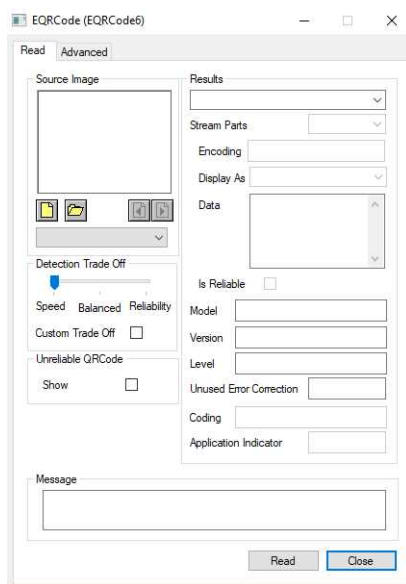 EQRCode (EQRCode6)
Read Advanced
Source Image
Detection Trade Off
Speed Balanced Reliability
Custom Trade Off
Unreliable QRCode
Show
Results
Stream Parts
Encoding
Display As
Data
Is Reliable
Model
Version
Level
Unused Error Correction
Coding
Application Indicator
Message
Read Close